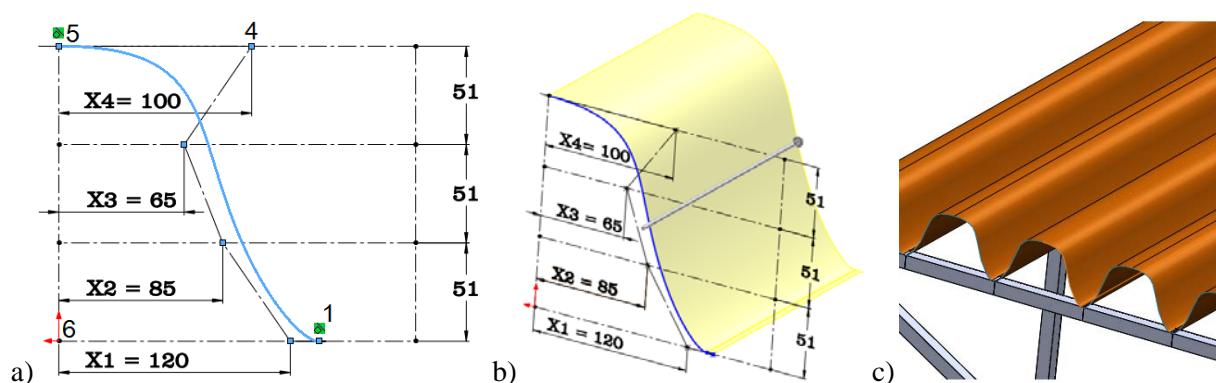 5
4
X4= 100
51
X3 = 65
51
X2 = 85
51
6
1
X1 = 120
a)
X4= 100
51
X3 = 65
51
X2 = 85
51
X1 = 120
b)
c)